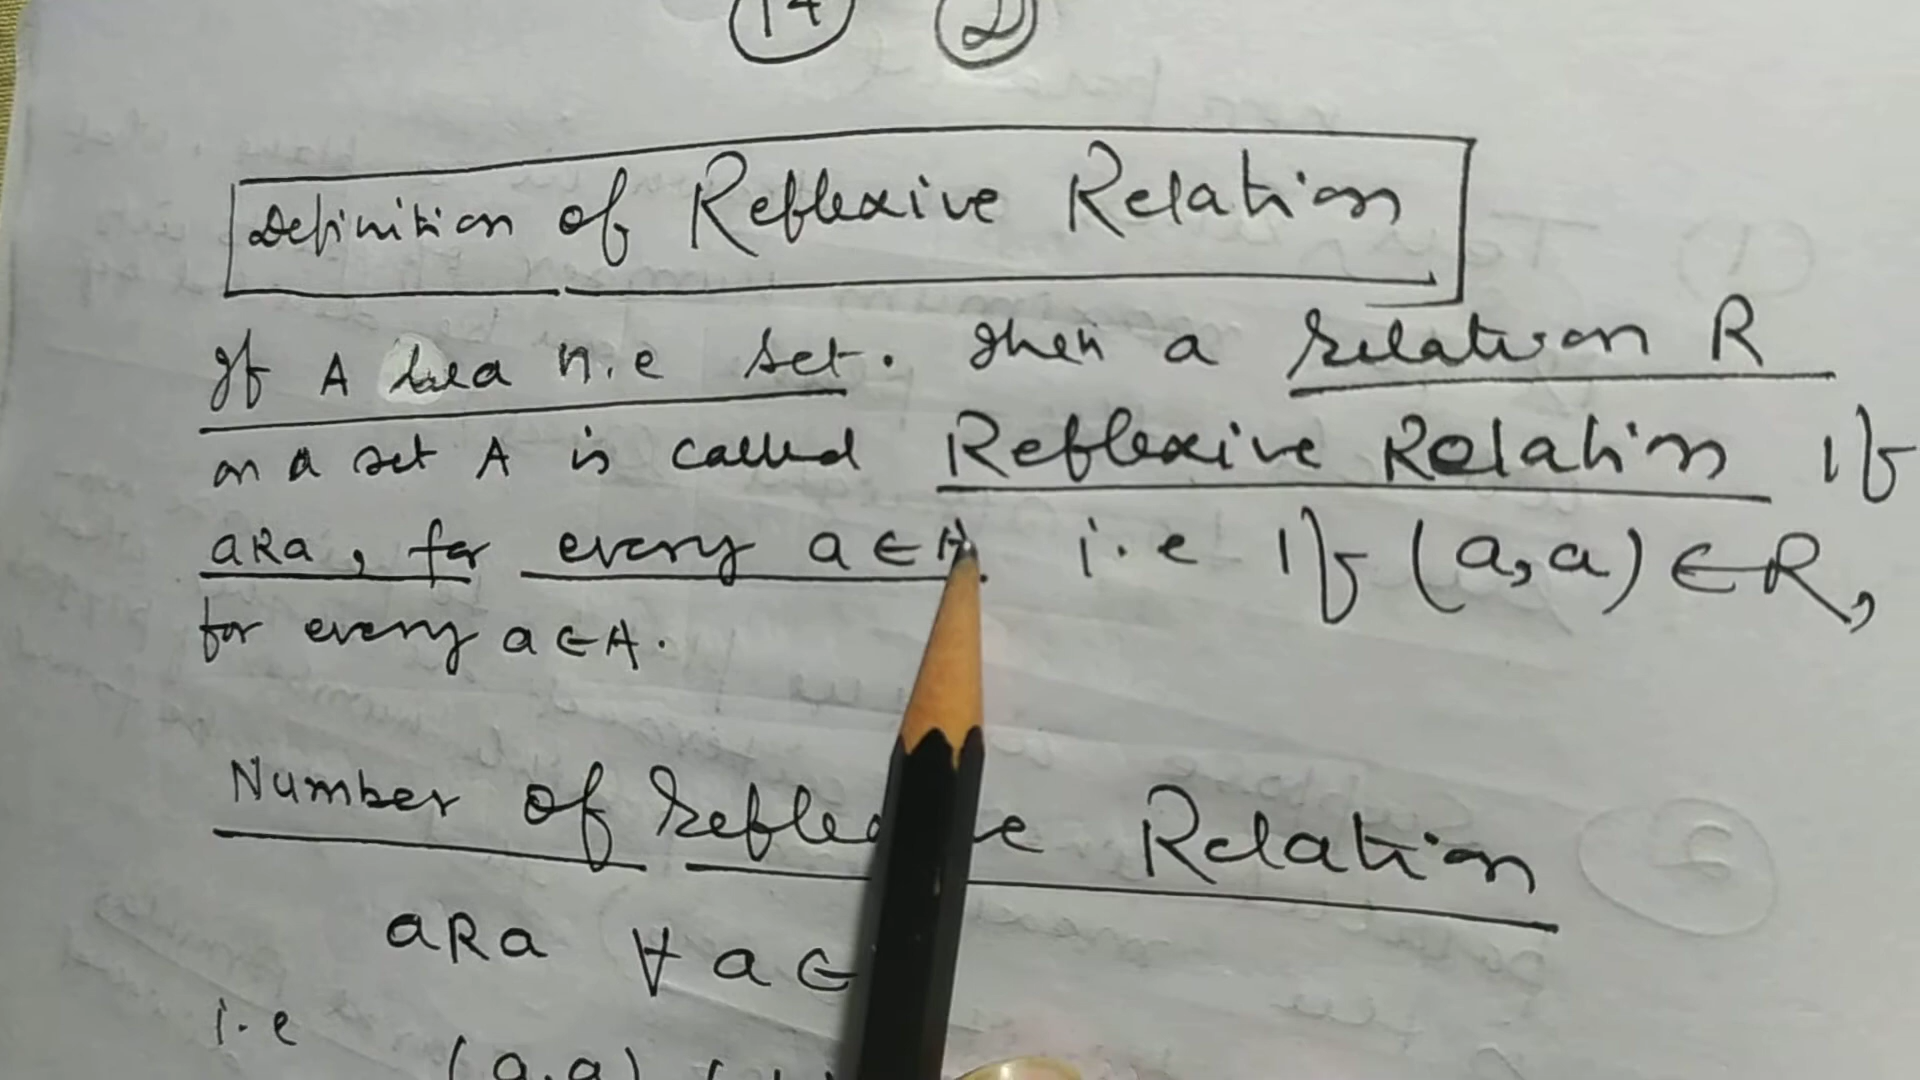 14 2
Definition of Reflexive Relation
If A be a n.e set. Then a relation R
on a set A is called Reflexive Relation if
aRa, for every a∈A. i.e if (a,a)∈R,
for every a∈A.
Number of reflexive Relation
aRa ∀ a ∈
i.e
(a,a)